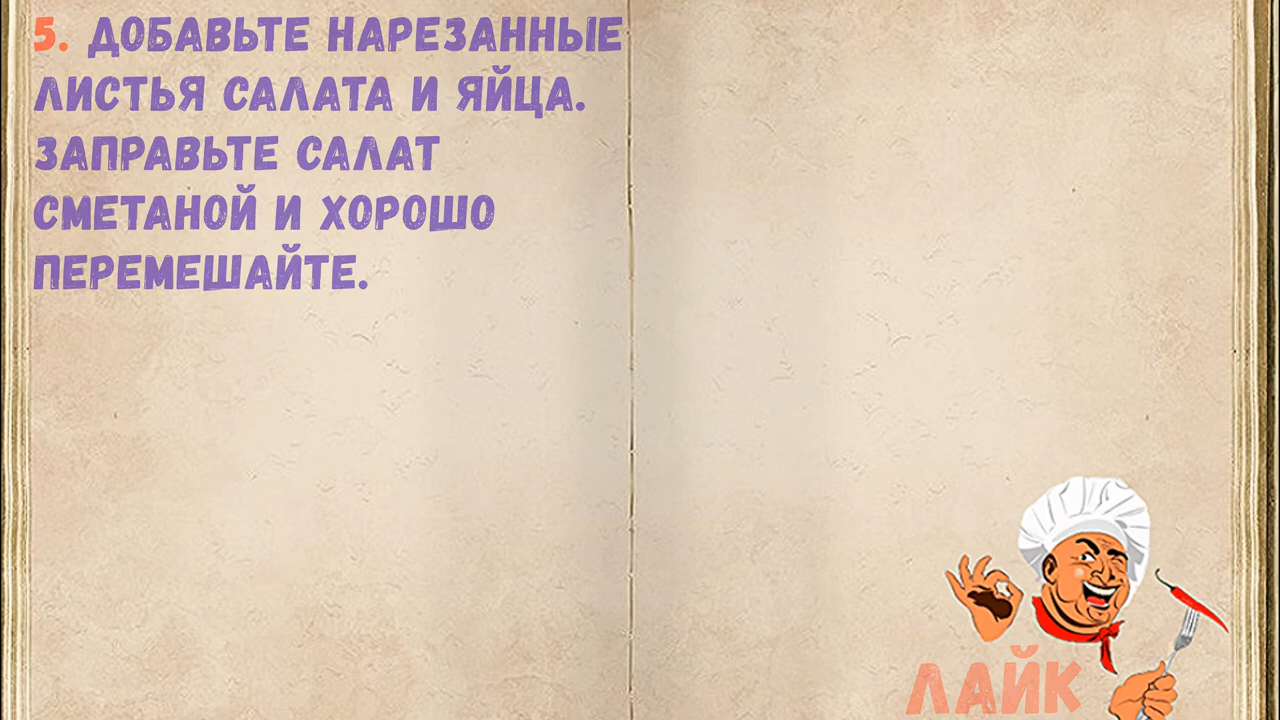 5. ДОБАВЬТЕ НАРЕЗАННЫЕ
ЛИСТЬЯ САЛАТА И ЯЙЦА.
ЗАПРАВЬТЕ САЛАТ
СМЕТАНОЙ И ХОРОШО
ПЕРЕМЕШАЙТЕ.
ЛАЙК